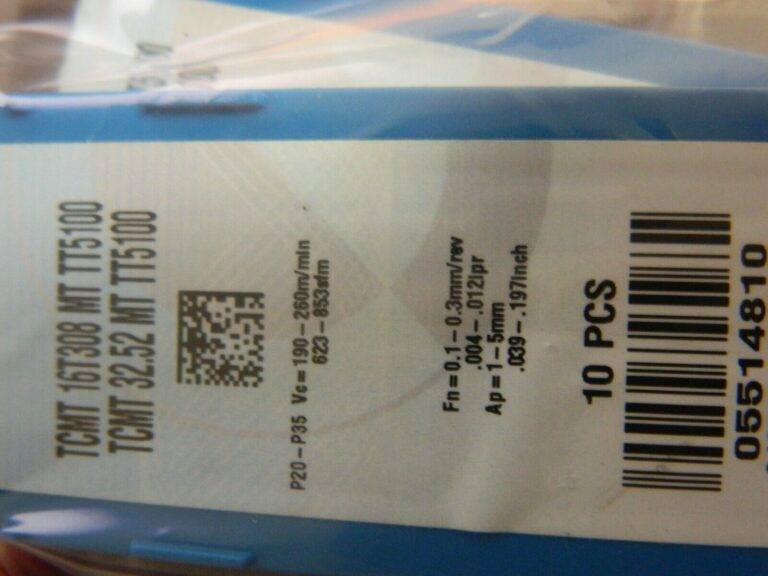 TCMT 16T308 MT TT5100
TCMT 32.52 MT TT5100
P20-P35 Vc=190-260m/min
623-853sfm
Fn=0.1-0.3mm/rev
.004-.012ipr
Ap=1-5mm
.039-.197inch
10 PCS
05514810